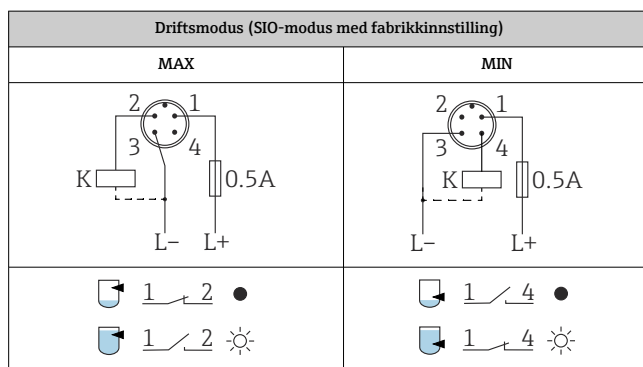 Driftsmodus (SIO-modus med fabrikkinnstilling)
MAX
MIN
2 1
3 4
K 0.5A
L− L+
2 1
3 4
K 0.5A
L− L+
1 2
1 2
1 4
1 4